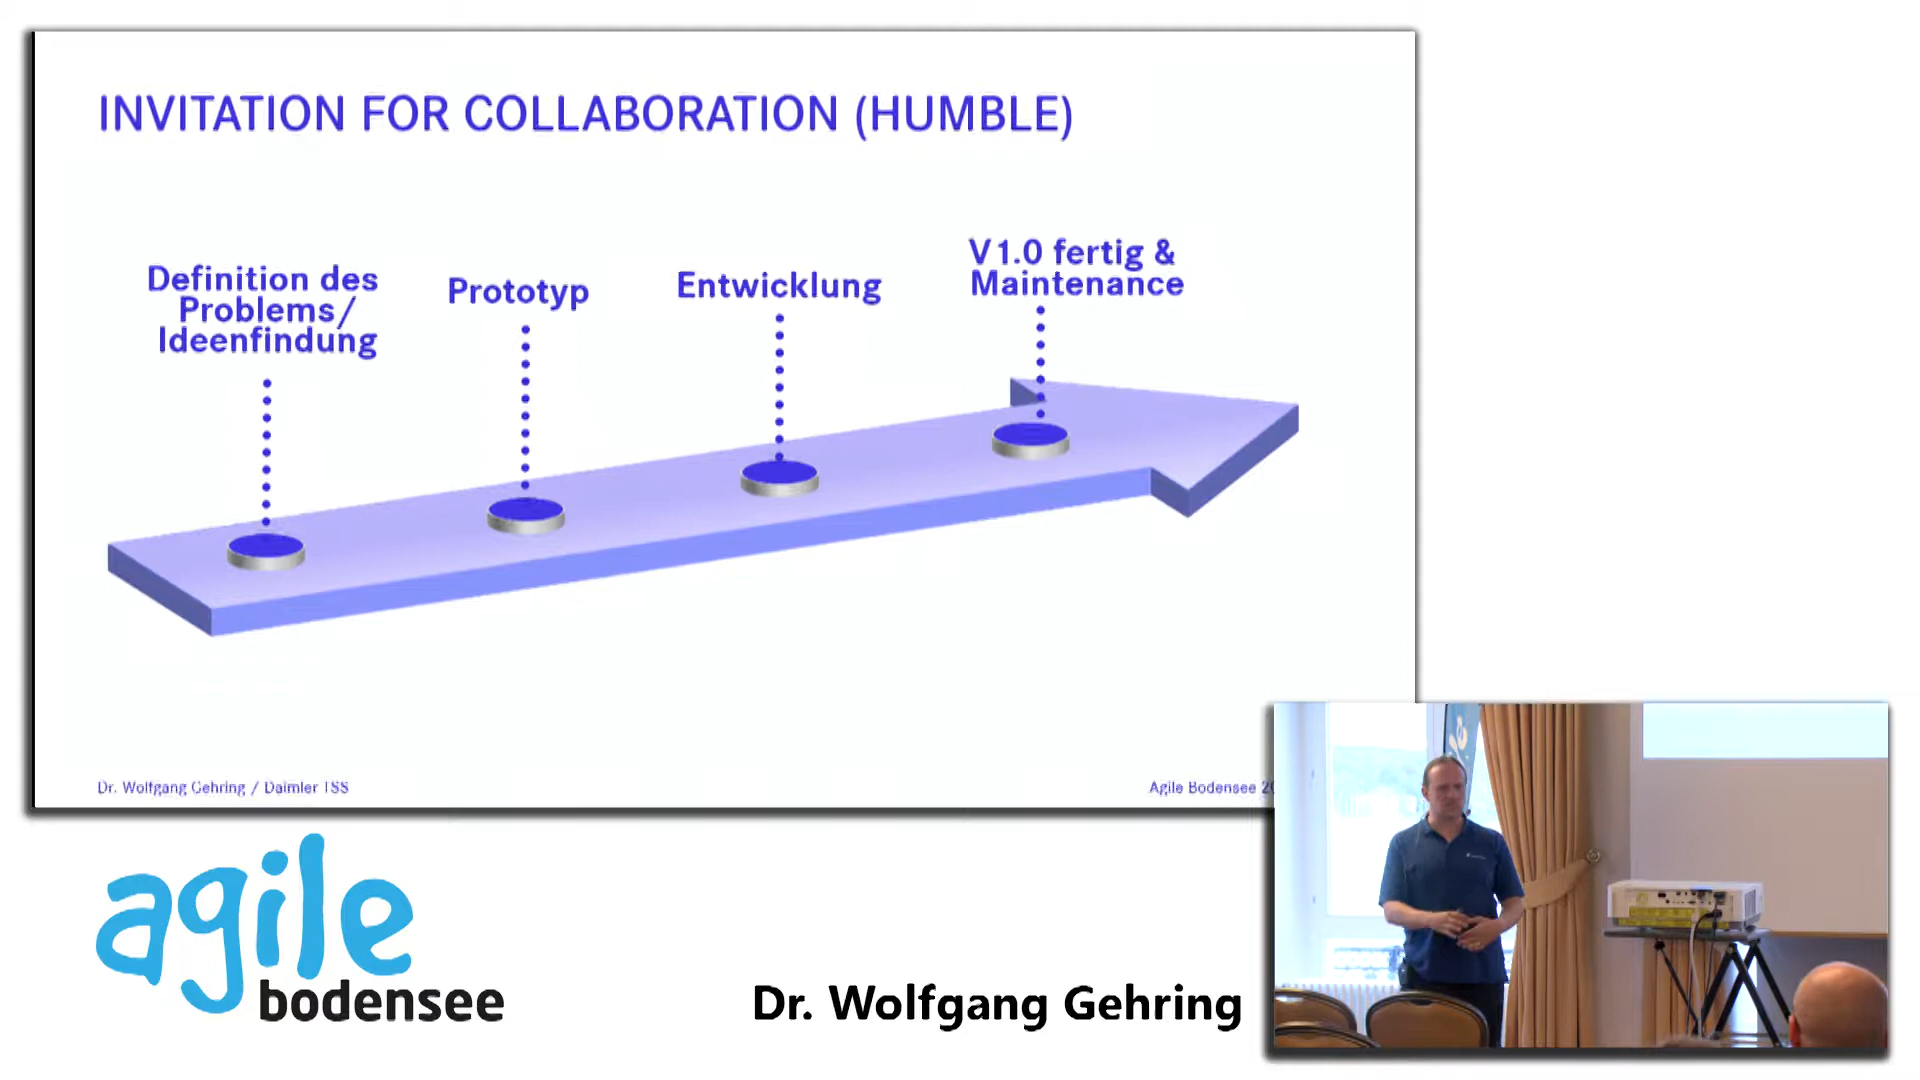 INVITATION FOR COLLABORATION (HUMBLE)
Definition des
Problems/
Ideenfindung
Prototyp
Entwicklung
V1.0 fertig &
Maintenance
Dr. Wolfgang Gehring / Daimler TSS
Agile Bodensee
agile
bodensee
Dr. Wolfgang Gehring